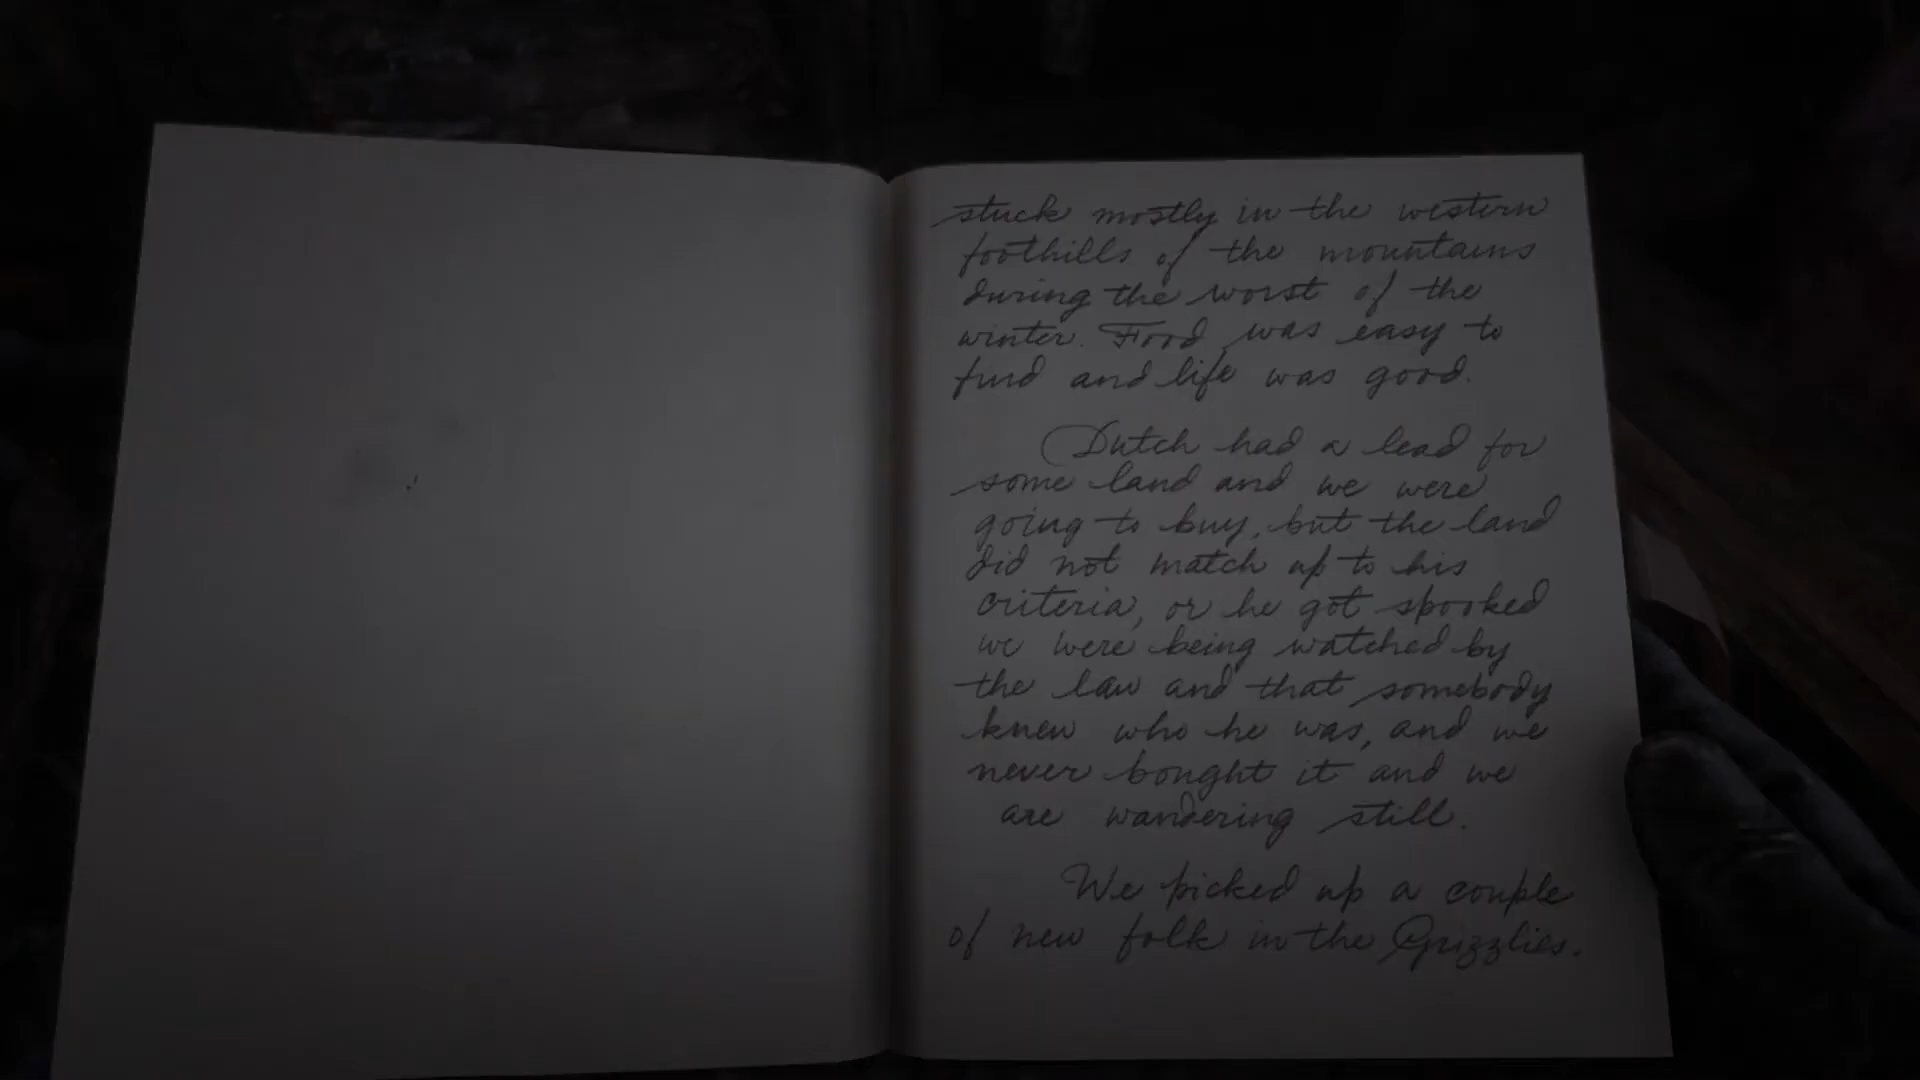 stuck mostly in the western
foothills of the mountains
during the worst of the
winter. Food was easy to
find and life was good.
Dutch had a lead for
some land and we were
going to buy, but the land
did not match up to his
criteria, or he got spooked
we were being watched by
the law and that somebody
knew who he was, and we
never bought it and we
are wandering still.
We picked up a couple
of new folk in the Grizzlies.